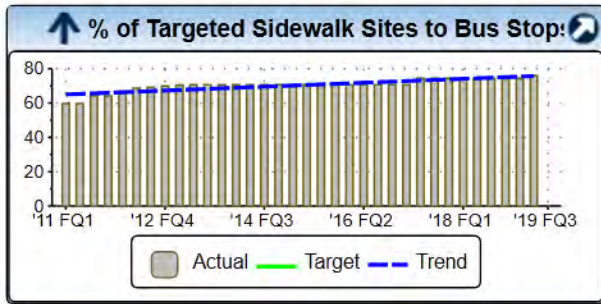 % of Targeted Sidewalk Sites to Bus Stops
80
60
40
20
0
'11 FQ1 '12 FQ4 '14 FQ3 '16 FQ2 '18 FQ1 '19 FQ3
Actual Target Trend